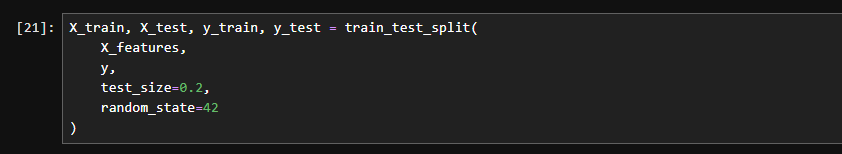 [21]: X_train, X_test, y_train, y_test = train_test_split(
    X_features,
    y,
    test_size=0.2,
    random_state=42
)